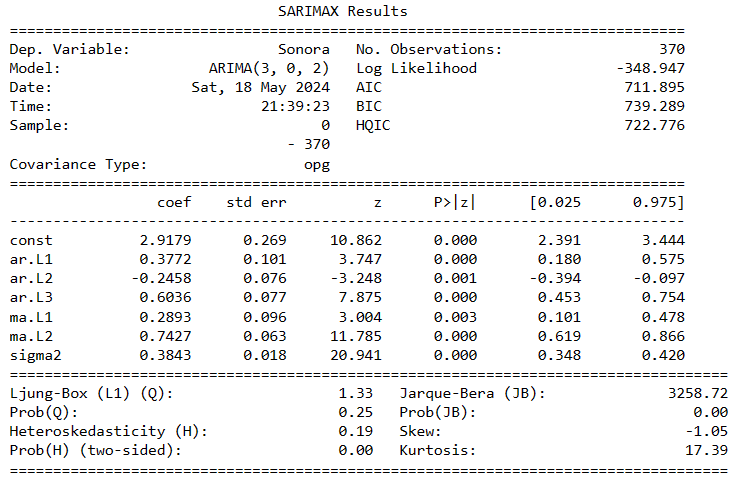 SARIMAX Results
==============================================================================
Dep. Variable:                 Sonora   No. Observations:                  370
Model:                 ARIMA(3, 0, 2)   Log Likelihood                -348.947
Date:                Sat, 18 May 2024   AIC                            711.895
Time:                        21:39:23   BIC                            739.289
Sample:                             0   HQIC                           722.776
                                - 370
Covariance Type:                  opg
==============================================================================
                 coef    std err          z      P>|z|      [0.025      0.975]
------------------------------------------------------------------------------
const          2.9179      0.269     10.862      0.000       2.391       3.444
ar.L1          0.3772      0.101      3.747      0.000       0.180       0.575
ar.L2         -0.2458      0.076     -3.248      0.001      -0.394      -0.097
ar.L3          0.6036      0.077      7.875      0.000       0.453       0.754
ma.L1          0.2893      0.096      3.004      0.003       0.101       0.478
ma.L2          0.7427      0.063     11.785      0.000       0.619       0.866
sigma2         0.3843      0.018     20.941      0.000       0.348       0.420
===================================================================================
Ljung-Box (L1) (Q):                   1.33   Jarque-Bera (JB):              3258.72
Prob(Q):                              0.25   Prob(JB):                         0.00
Heteroskedasticity (H):               0.19   Skew:                            -1.05
Prob(H) (two-sided):                  0.00   Kurtosis:                        17.39
===================================================================================